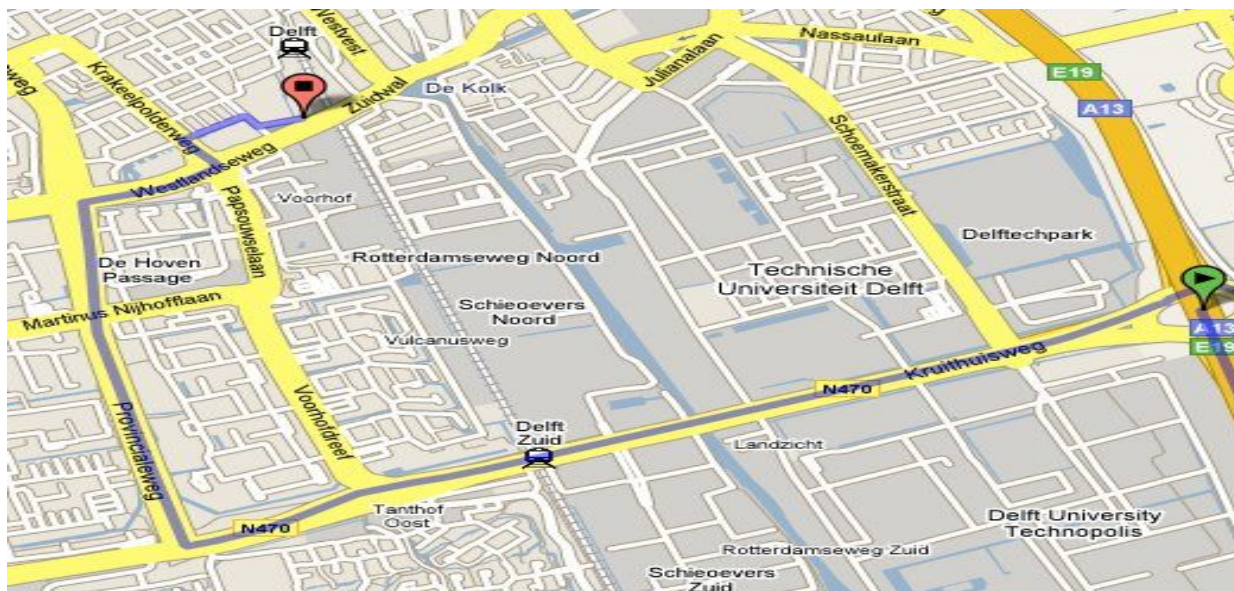 Delft
Westvest
Nassaulaan
Julianalaan
E19
A13
Krakeelpolderweg
De Kolk
Zuidwal
Westlandseweg
Schoemakerstraat
Voorhof
Papsouwselaan
Delftechpark
De Hoven
Passage
Rotterdamseweg Noord
Technische
Universiteit Delft
Schieoevers
Noord
Martinus Nijhofflaan
Vulcanusweg
A13
E19
Kruithuisweg
N470
Voorhofdreef
Provincialeweg
Delft
Zuid
Landzicht
Tanthof
Oost
N470
Delft University
Technopolis
Rotterdamseweg Zuid
Schieoevers
Zuid